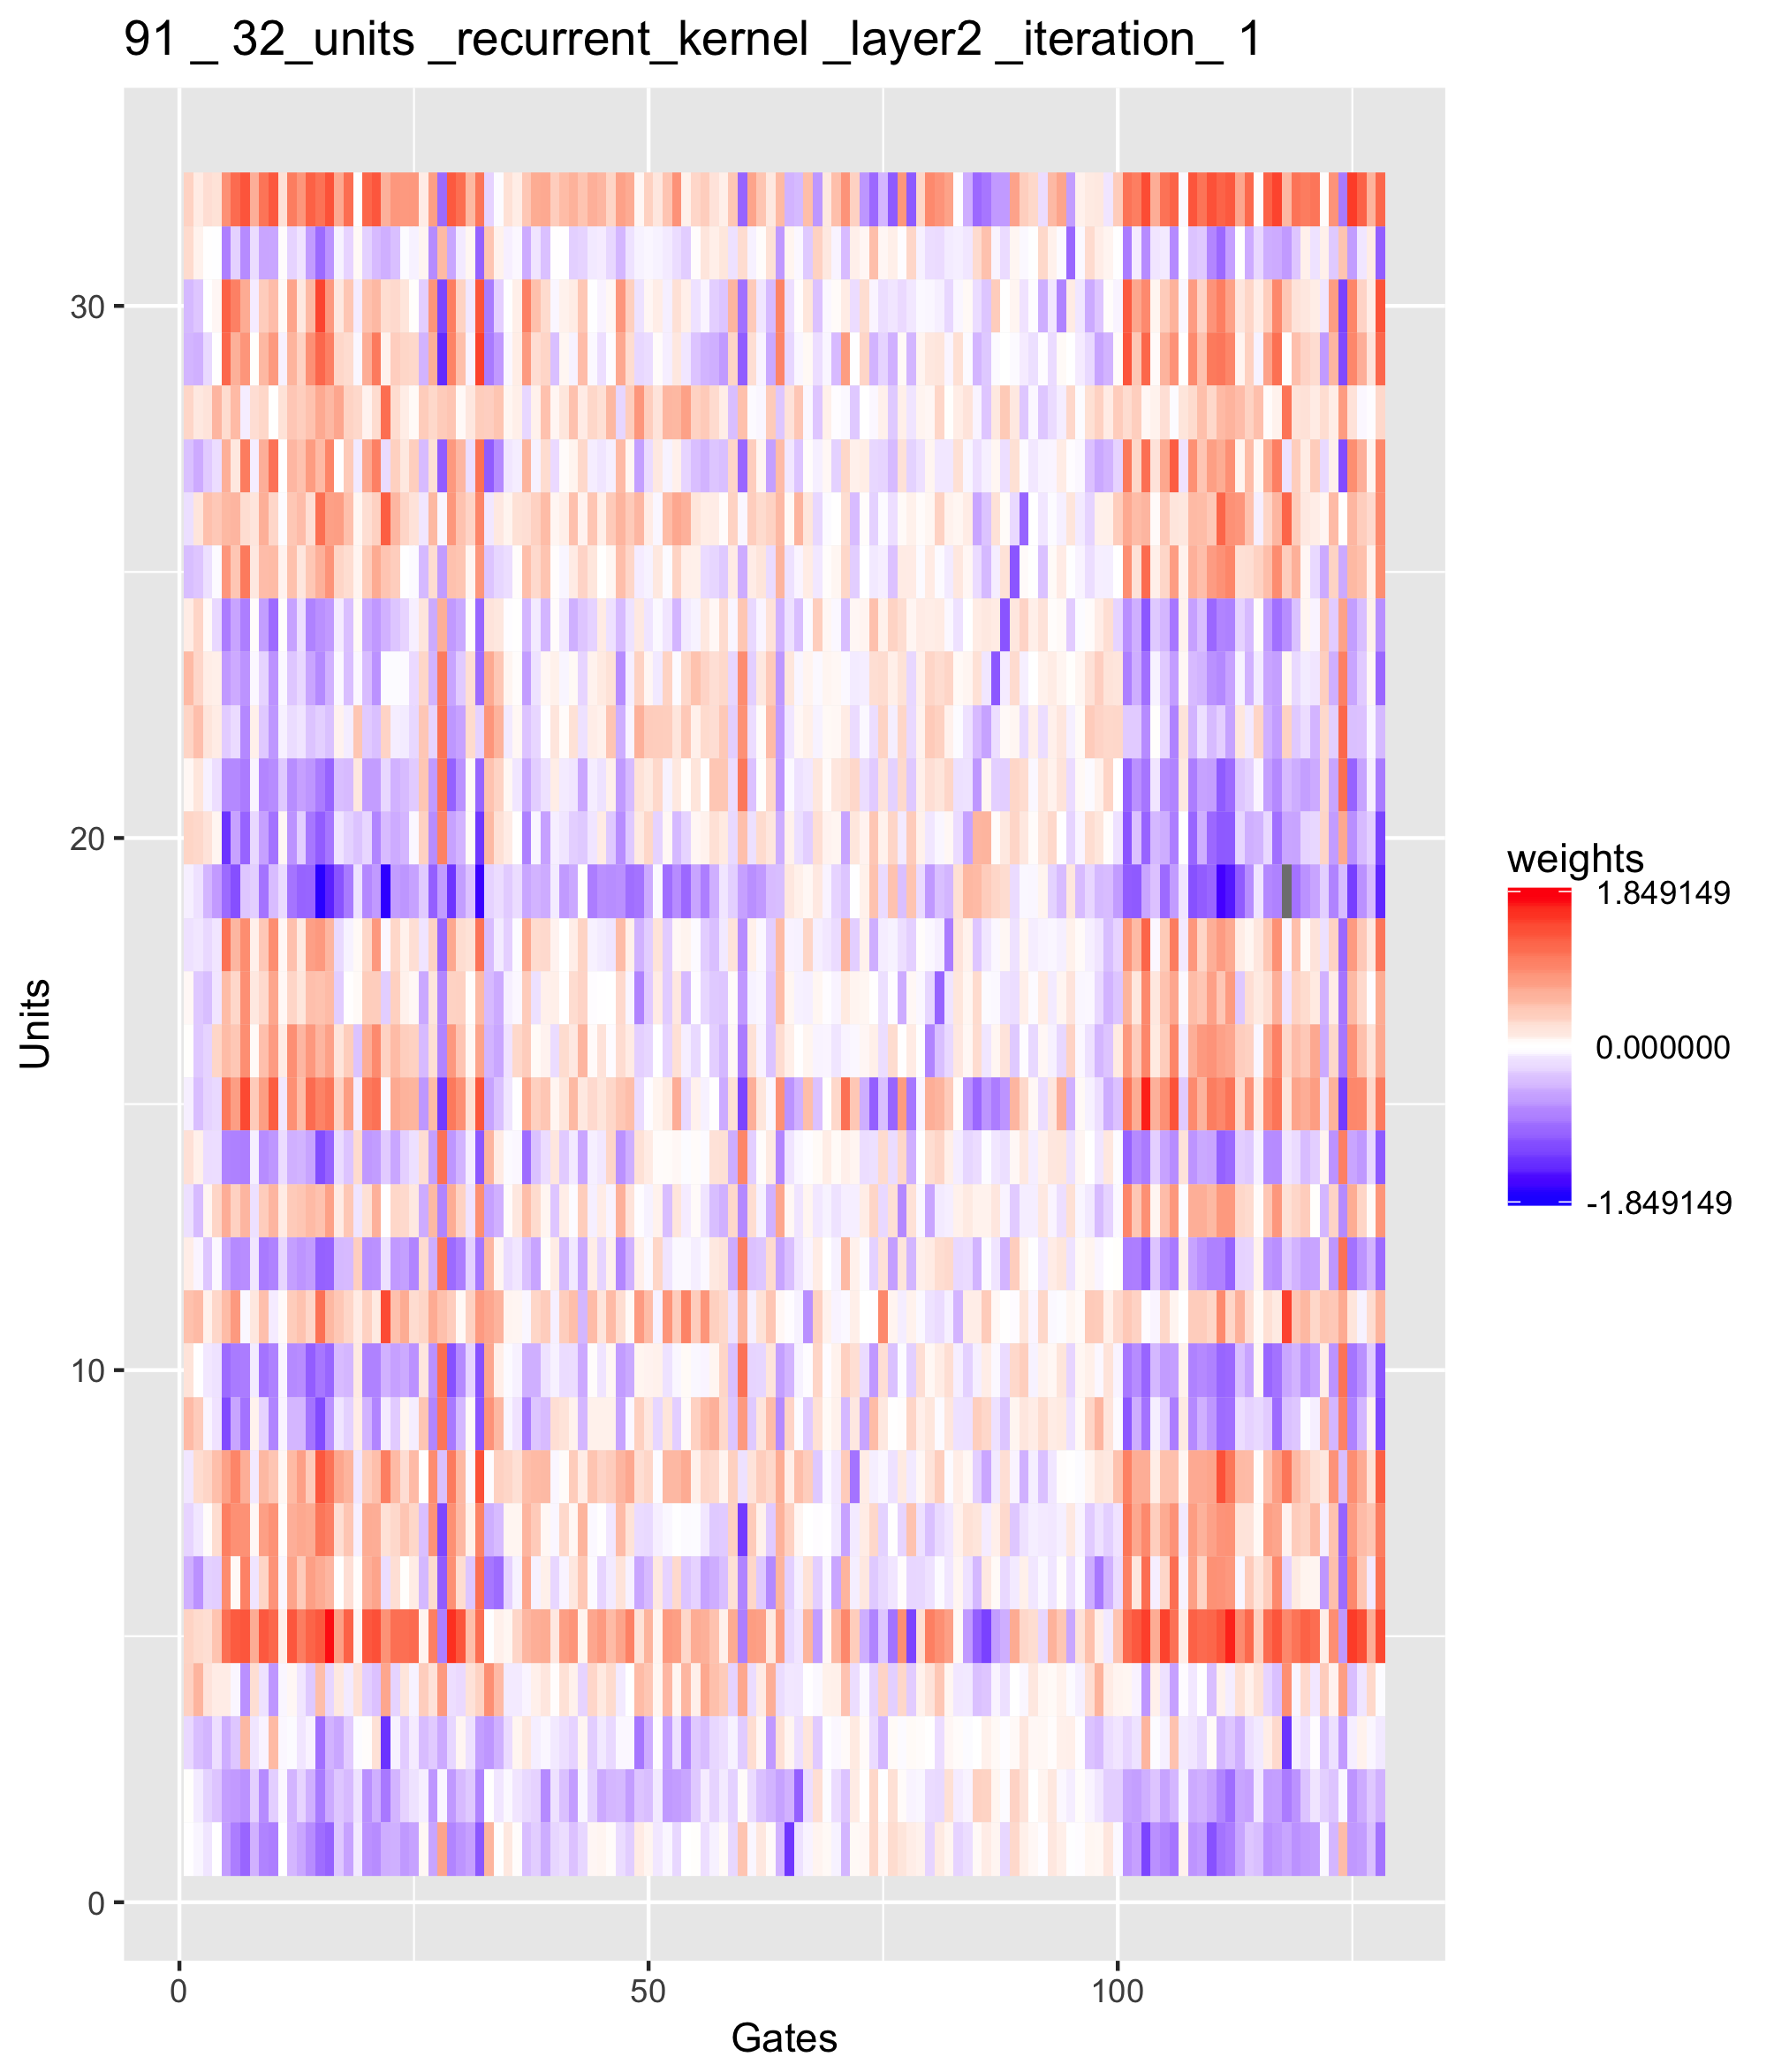 91 _ 32_units _recurrent_kernel _layer2 _iteration_ 1
30
20
10
0
Units
0 50 100
Gates
weights
1.849149
0.000000
-1.849149